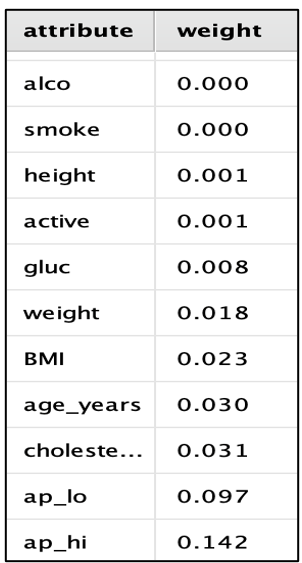 attribute weight
alco 0.000
smoke 0.000
height 0.001
active 0.001
gluc 0.008
weight 0.018
BMI 0.023
age_years 0.030
choleste... 0.031
ap_lo 0.097
ap_hi 0.142